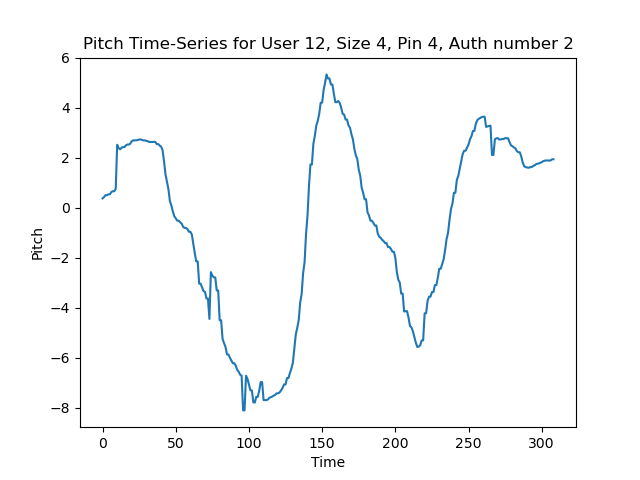 Pitch Time-Series for User 12, Size 4, Pin 4, Auth number 2
6
4
2
0
−2
−4
−6
−8
Pitch
0 50 100 150 200 250 300
Time